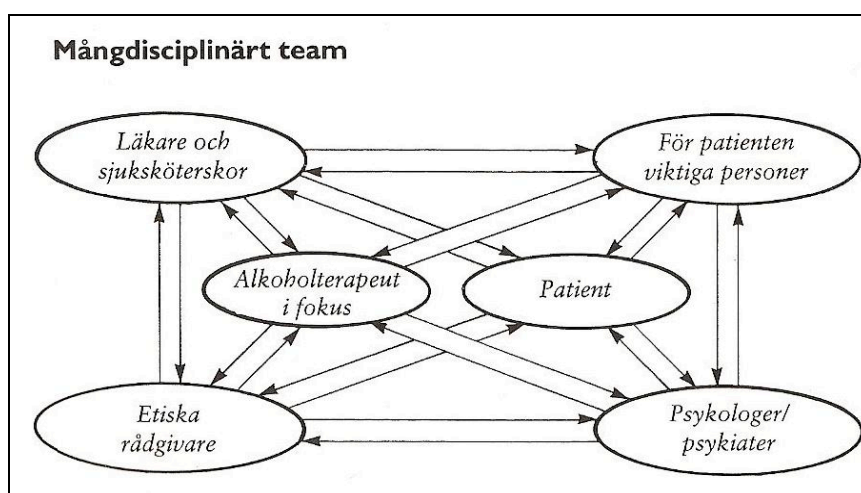 Mångdisciplinärt team
Läkare och
sjuksköterskor
För patienten
viktiga personer
Alkoholterapeut
i fokus
Patient
Etiska
rådgivare
Psykologer/
psykiater